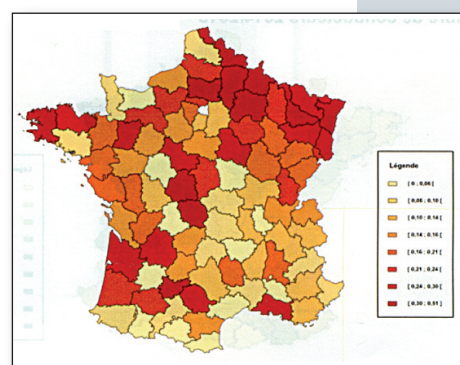 Légende
[ 0 ; 0,06 [
[ 0,06 ; 0,10 [
[ 0,10 ; 0,14 [
[ 0,14 ; 0,16 [
[ 0,16 ; 0,21 [
[ 0,21 ; 0,24 [
[ 0,24 ; 0,30 [
[ 0,30 ; 0,51 [